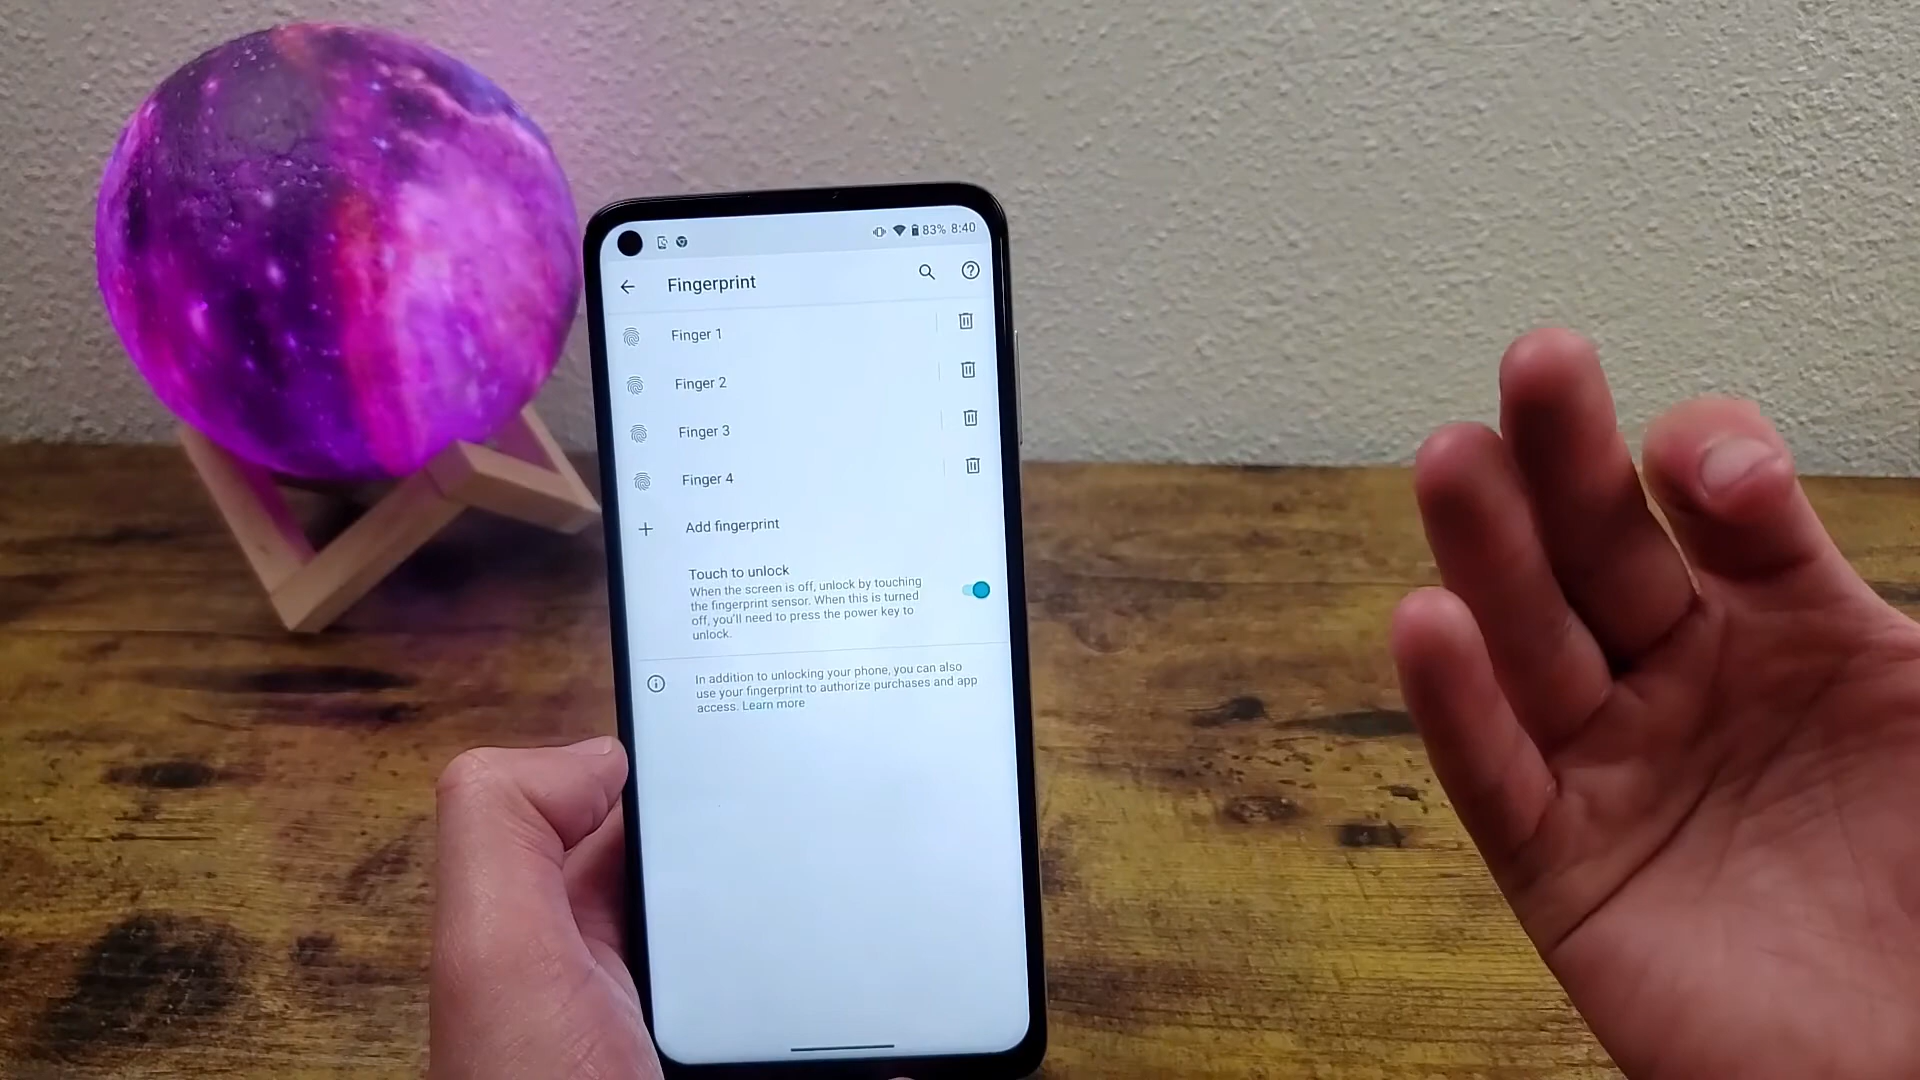 83% 8:40
Fingerprint
Finger 1
Finger 2
Finger 3
Finger 4
Add fingerprint
Touch to unlock
When the screen is off, unlock by touching
the fingerprint sensor. When this is turned
off, you'll need to press the power key to
unlock.
In addition to unlocking your phone, you can also
use your fingerprint to authorize purchases and app
access. Learn more